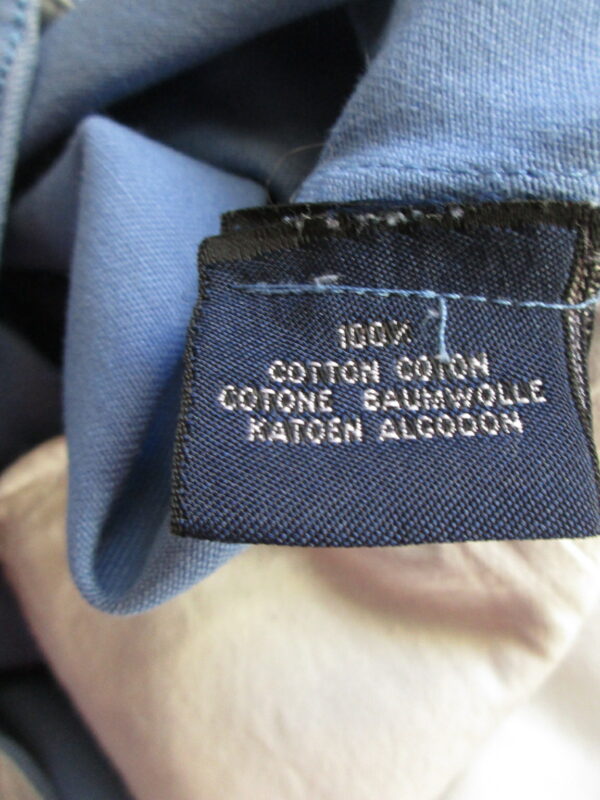 100%
COTTON COTON
COTONE BAUMWOLLE
KATOEN ALGODON